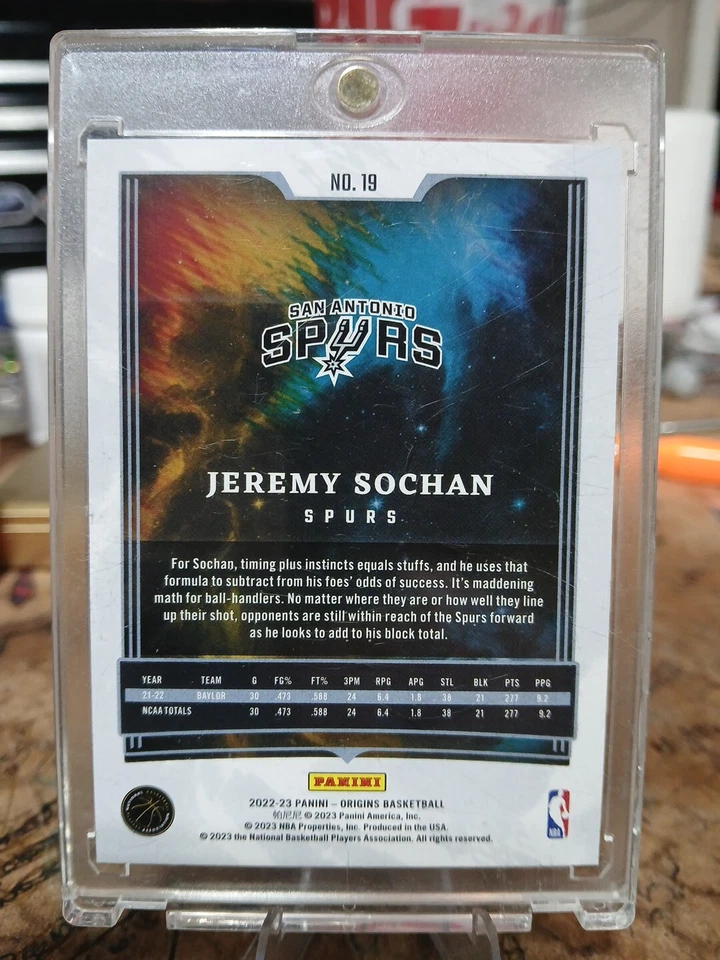 NO. 19
SAN ANTONIO
SPURS
JEREMY SOCHAN
SPURS
For Sochan, timing plus instincts equals stuffs, and he uses that
formula to subtract from his foes' odds of success. It's maddening
math for ball-handlers. No matter where they are or how well they line
up their shot, opponents are still within reach of the Spurs forward
as he looks to add to his block total.
YEAR TEAM G FG% FT% 3PM RPG APG STL BLK PTS PPG
21-22 BAYLOR 30 .473 .588 24 6.4 1.8 38 21 277 9.2
NCAA TOTALS 30 .473 .588 24 6.4 1.8 38 21 277 9.2
PANINI
2022-23 PANINI – ORIGINS BASKETBALL
帕尼尼 © 2023 Panini America, Inc.
© 2023 NBA Properties, Inc. Produced in the USA.
© 2023 the National Basketball Players Association. All rights reserved.
NBA